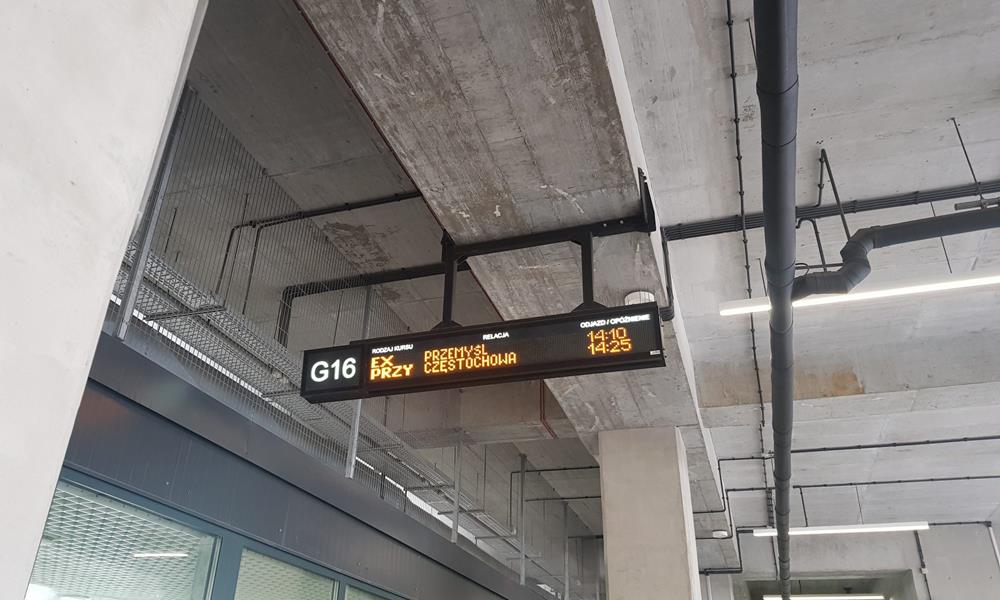 G16
RODZAJ KURSU RELACJA ODJAZD / OPÓŹNIENIE
EX PRZEMYŚL 14:10
PRZY CZĘSTOCHOWA 14:25